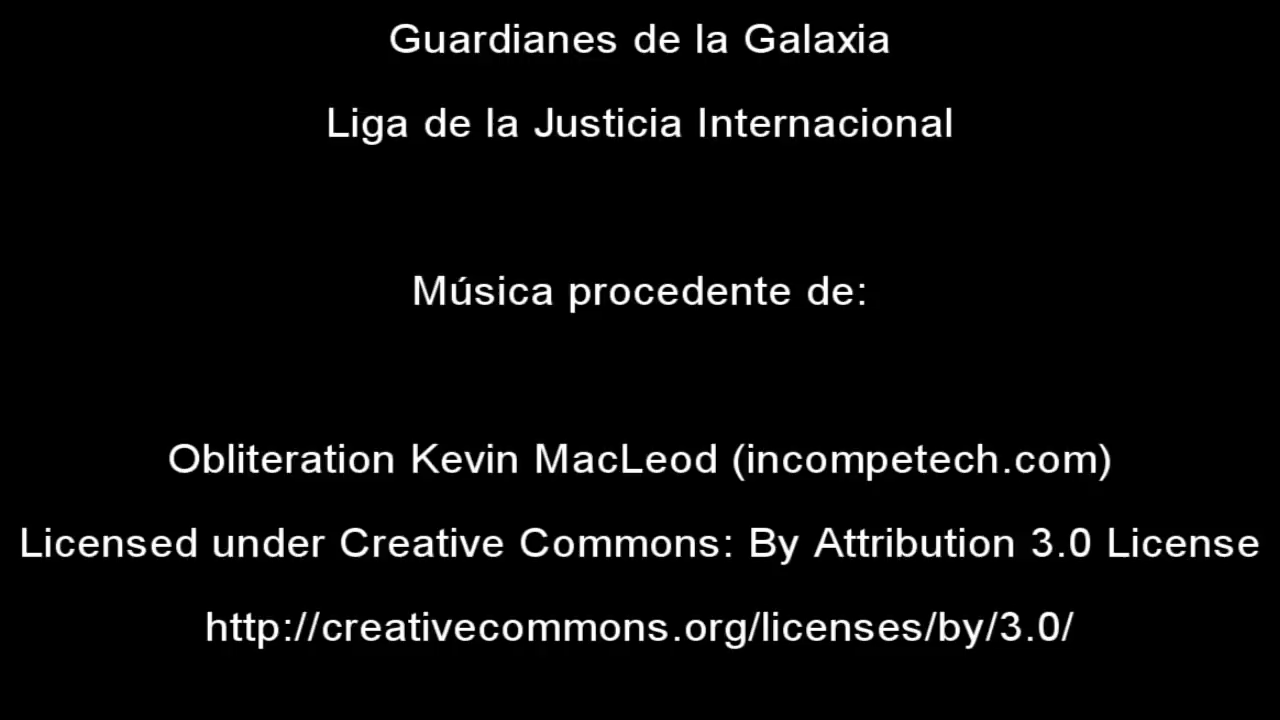 Guardianes de la Galaxia
Liga de la Justicia Internacional
Música procedente de:
Obliteration Kevin MacLeod (incompetech.com)
Licensed under Creative Commons: By Attribution 3.0 License
http://creativecommons.org/licenses/by/3.0/